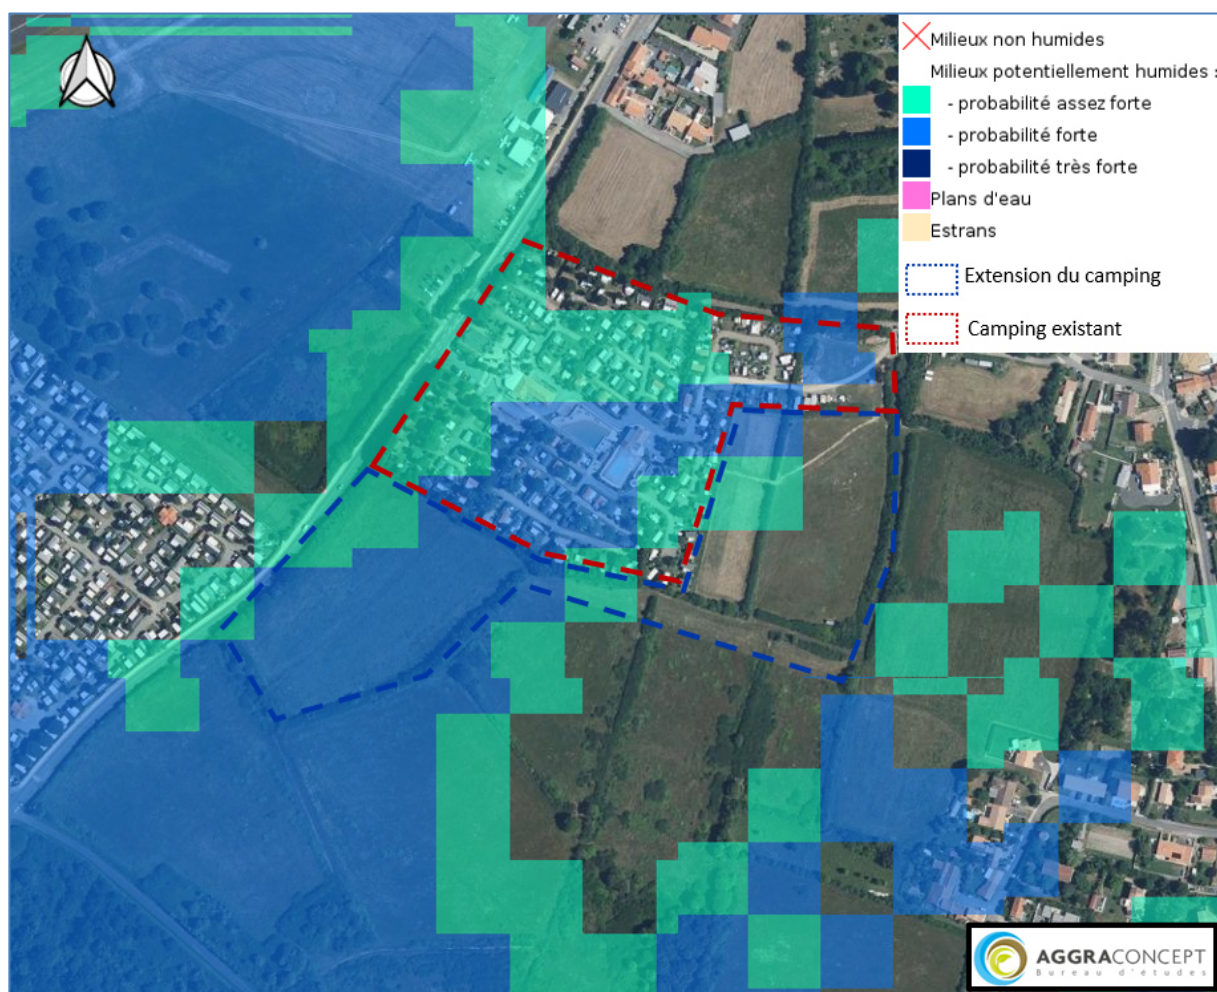 Milieux non humides
Milieux potentiellement humides :
- probabilité assez forte
- probabilité forte
- probabilité très forte
Plans d'eau
Estrans
Extension du camping
Camping existant
AGGRACONCEPT
Bureau d'études